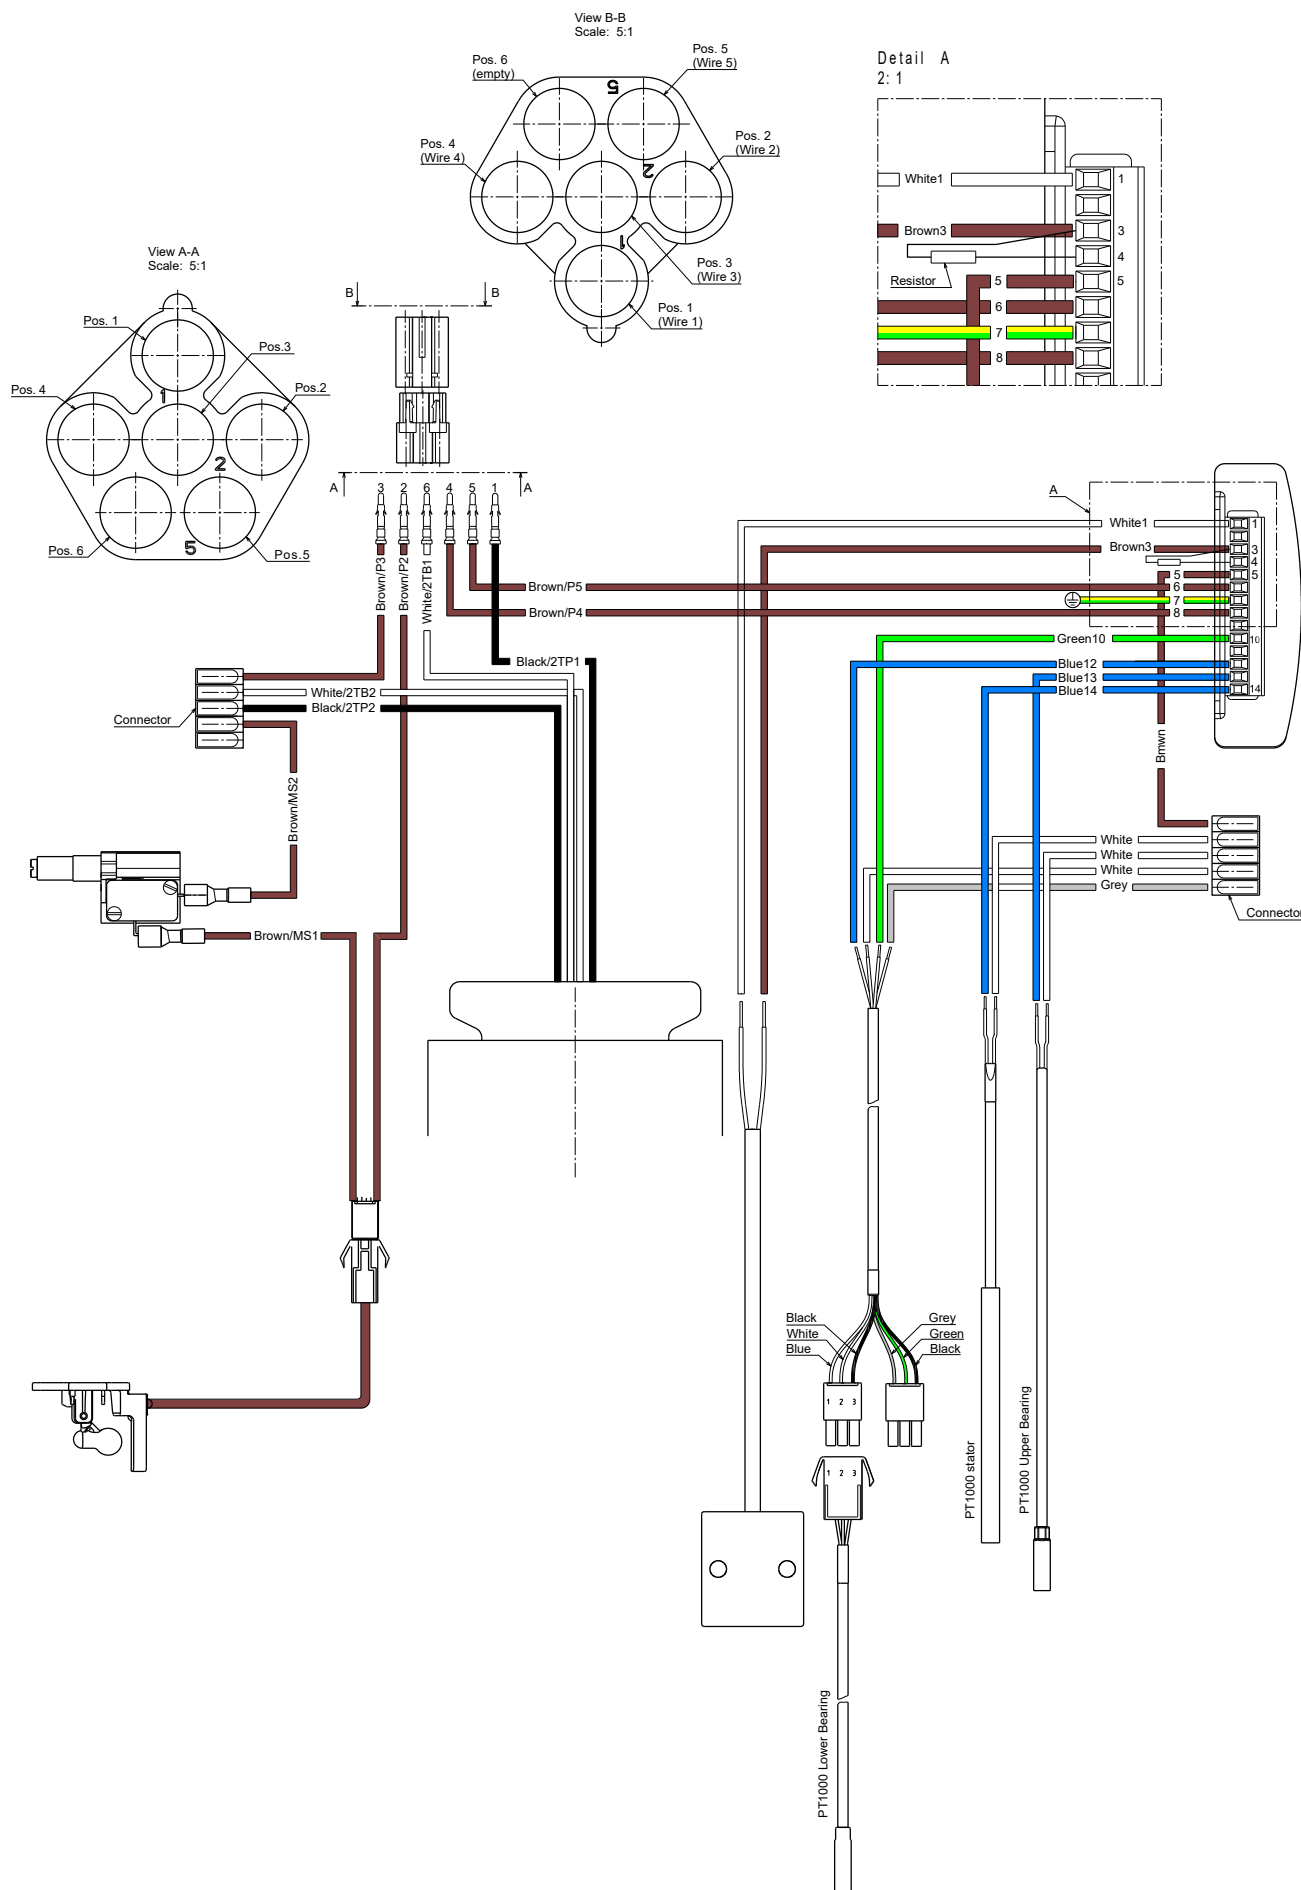 View B-B
Scale: 5:1
Pos. 6
(empty)
Pos. 5
(Wire 5)
Pos. 4
(Wire 4)
Pos. 2
(Wire 2)
Pos. 3
(Wire 3)
Pos. 1
(Wire 1)
5
2
1
Detail A
2:1
White1
1
Brown3
3
4
Resistor
5
5
6
7
8
View A-A
Scale: 5:1
Pos. 1
Pos.3
Pos. 4
Pos.2
Pos. 6
Pos.5
1
2
5
B
B
A
A
3
2
6
4
5
1
Brown/P3
Brown/P2
White/2TB1
Brown/P5
Brown/P4
Black/2TP1
White/2TB2
Black/2TP2
Connector
Brown/MS2
Brown/MS1
A
White1
1
Brown3
3
4
5
5
6
7
8
Green10
10
Blue12
Blue13
Blue14
14
Brown
White
White
White
Grey
Connector
Black
White
Blue
Grey
Green
Black
1 2 3
1 2 3
PT1000 stator
PT1000 Upper Bearing
PT1000 Lower Bearing